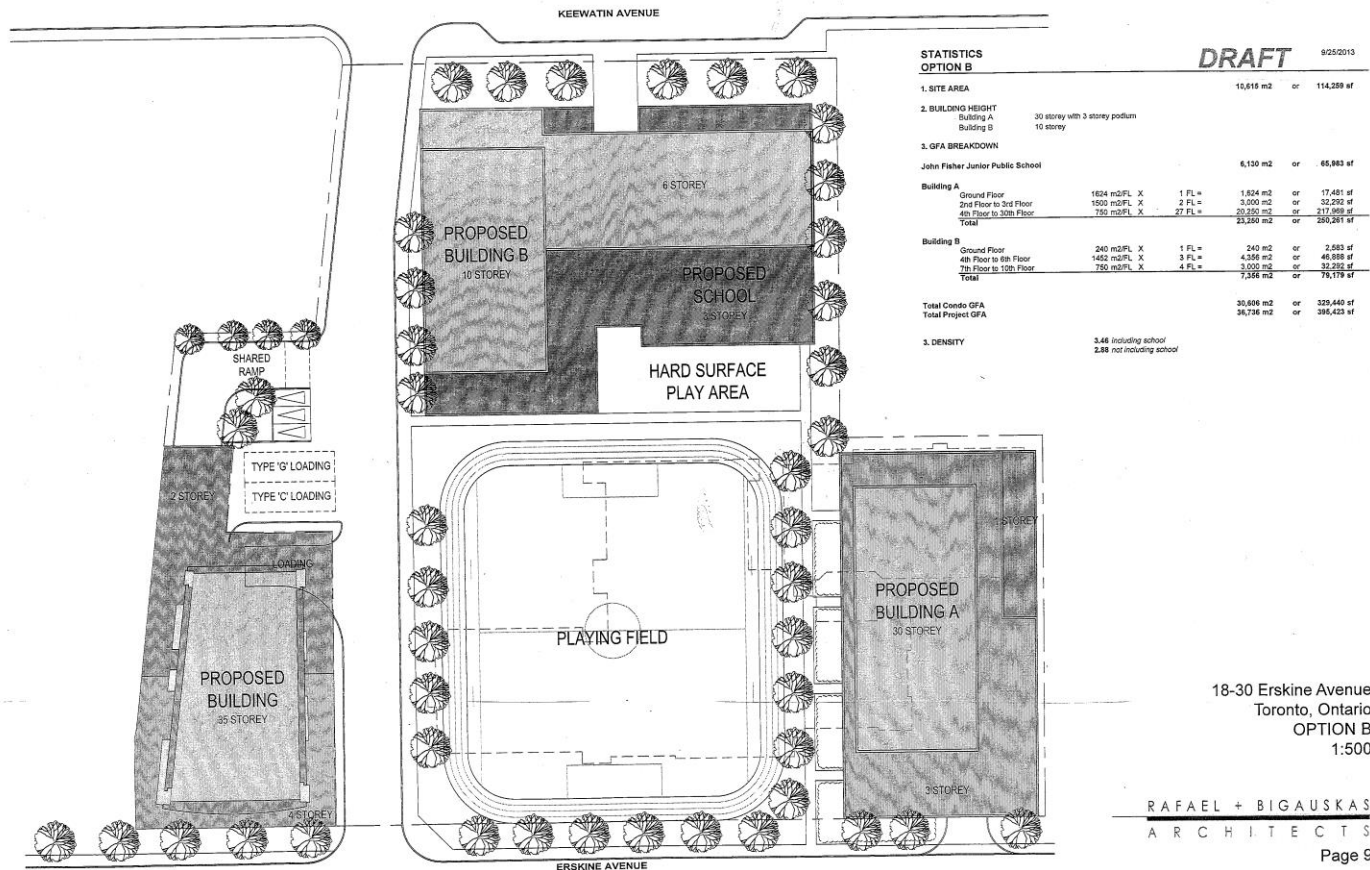 KEEWATIN AVENUE
STATISTICS
OPTION B
DRAFT
9/25/2013
1. SITE AREA 10,615 m2 or 114,259 sf
2. BUILDING HEIGHT
Building A 30 storey with 3 storey podium
Building B 10 storey
3. GFA BREAKDOWN
John Fisher Junior Public School 6,130 m2 or 65,983 sf
Building A
Ground Floor 1624 m2/FL X 1 FL = 1,624 m2 or 17,481 sf
2nd Floor to 3rd Floor 1500 m2/FL X 2 FL = 3,000 m2 or 32,292 sf
4th Floor to 30th Floor 750 m2/FL X 27 FL = 20,250 m2 or 217,969 sf
Total 23,250 m2 or 250,261 sf
Building B
Ground Floor 240 m2/FL X 1 FL = 240 m2 or 2,583 sf
4th Floor to 6th Floor 1452 m2/FL X 3 FL = 4,356 m2 or 46,888 sf
7th Floor to 10th Floor 750 m2/FL X 4 FL = 3,000 m2 or 32,292 sf
Total 7,356 m2 or 79,179 sf
Total Condo GFA 30,606 m2 or 329,440 sf
Total Project GFA 36,736 m2 or 395,423 sf
3. DENSITY 3.46 including school
2.88 not including school
6 STOREY
PROPOSED
BUILDING B
10 STOREY
PROPOSED
SCHOOL
3 STOREY
HARD SURFACE
PLAY AREA
SHARED
RAMP
TYPE 'G' LOADING
TYPE 'C' LOADING
2 STOREY
LOADING
PROPOSED
BUILDING
35 STOREY
4 STOREY
PLAYING FIELD
STOREY
PROPOSED
BUILDING A
30 STOREY
3 STOREY
ERSKINE AVENUE
18-30 Erskine Avenue
Toronto, Ontario
OPTION B
1:500
RAFAEL + BIGAUSKAS
ARCHITECTS
Page 9